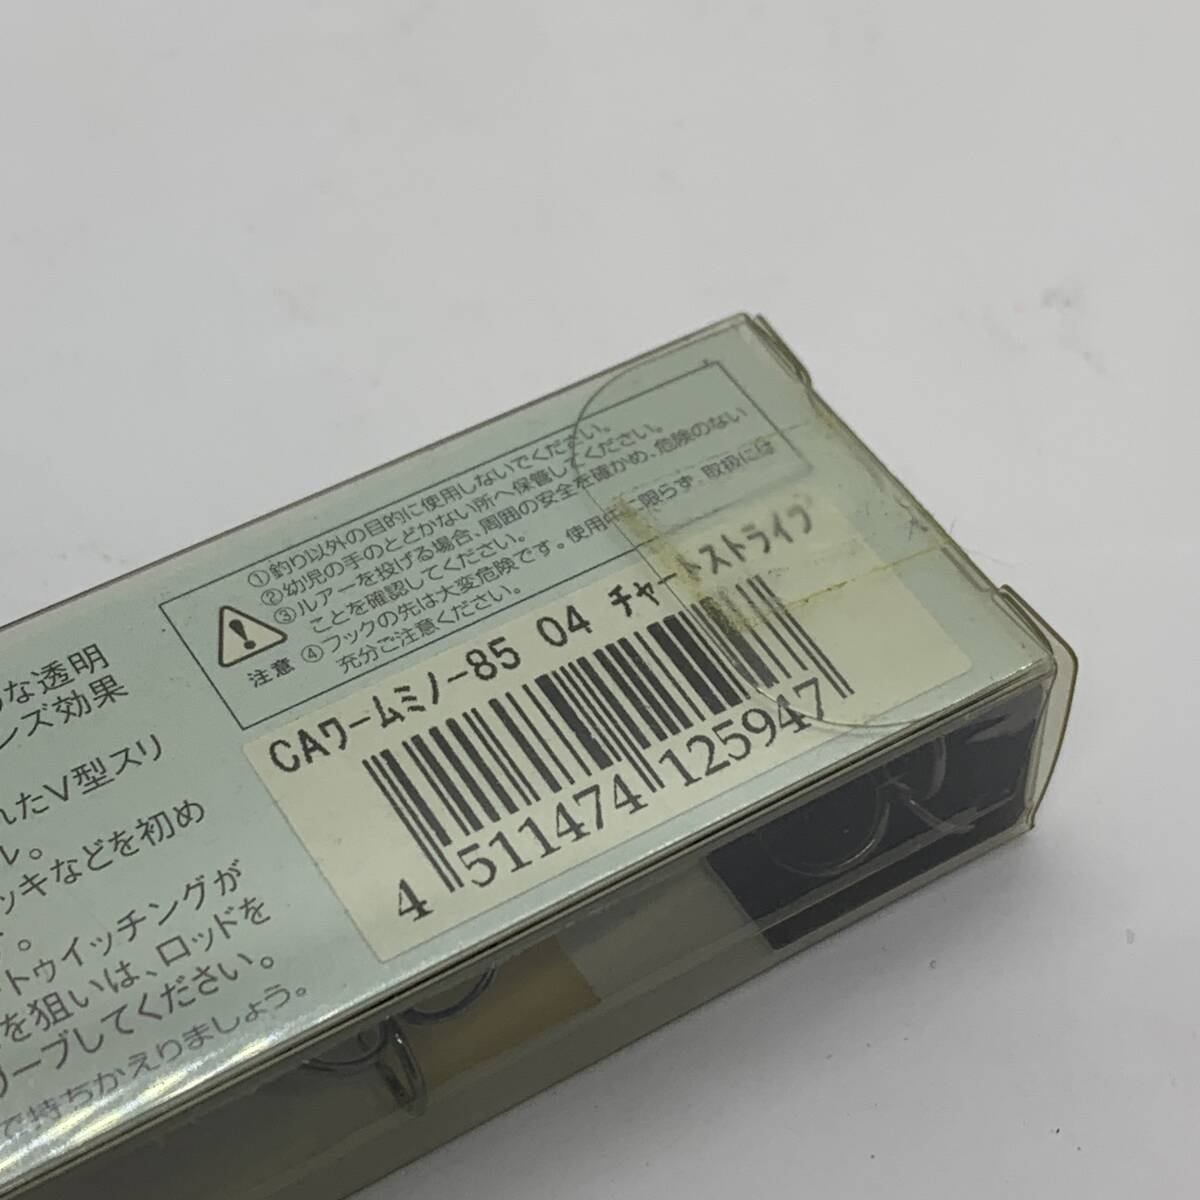 ①釣り以外の目的に使用しないでください。
②幼児の手のとどかない所へ保管してください。
③ルアーを投げる場合、周囲の安全を確かめ、危険のない
ことを確認してください。
④フックの先は大変危険です。使用中に限らず、取扱には
充分ご注意ください。
注意
CAワームミノー85 04 チャートストライプ
4 511474 125947
な透明
ンズ効果
れたV型スリ
ル。
ッキなどを初め
す。
トゥイッチングが
を狙いは、ロッドを
ーブしてください。
で持ちかえりましょう。